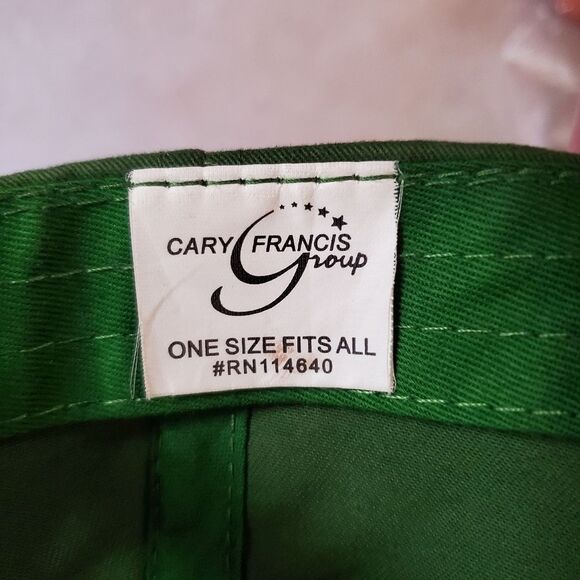 CARY FRANCIS
Group
ONE SIZE FITS ALL
#RN114640